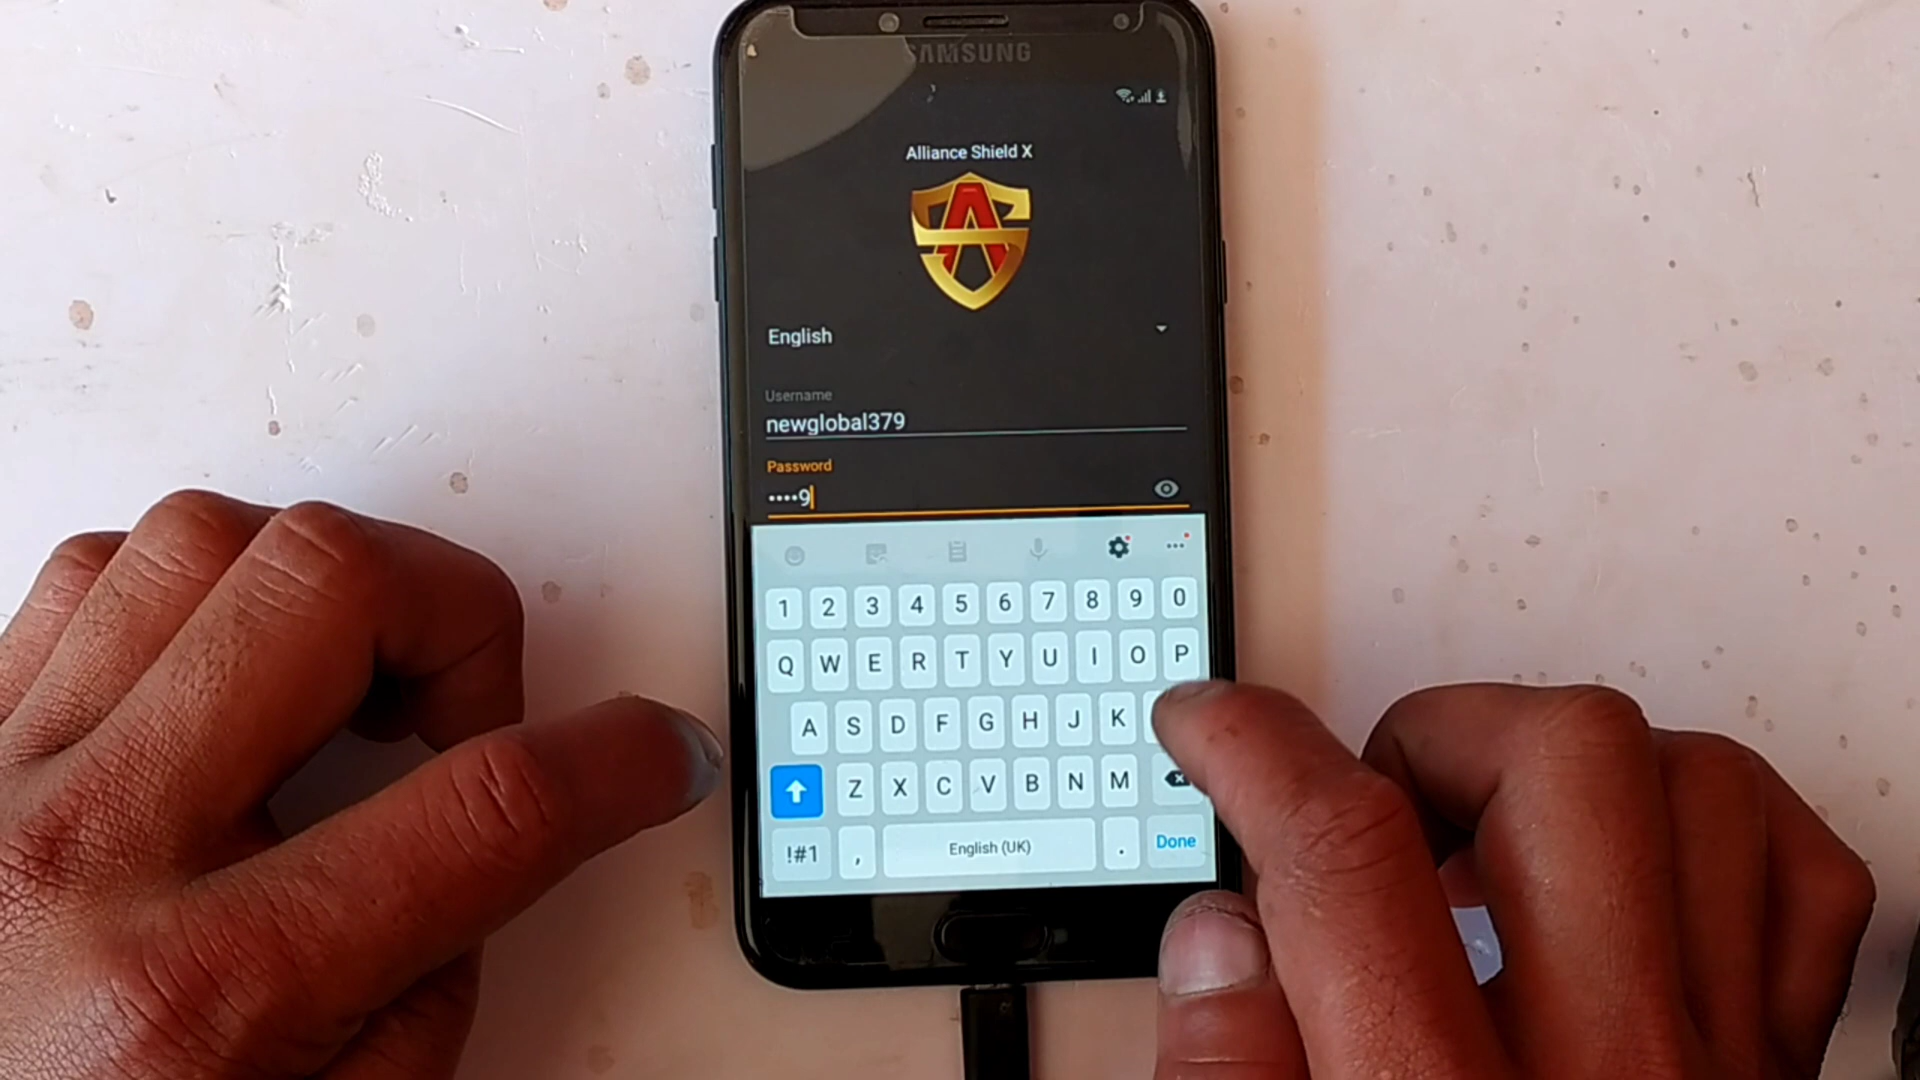 SAMSUNG
Alliance Shield X
English
Username
newglobal379
Password
••••9
1 2 3 4 5 6 7 8 9 0
Q W E R T Y U I O P
A S D F G H J K
Z X C V B N M
!#1 , English (UK) . Done